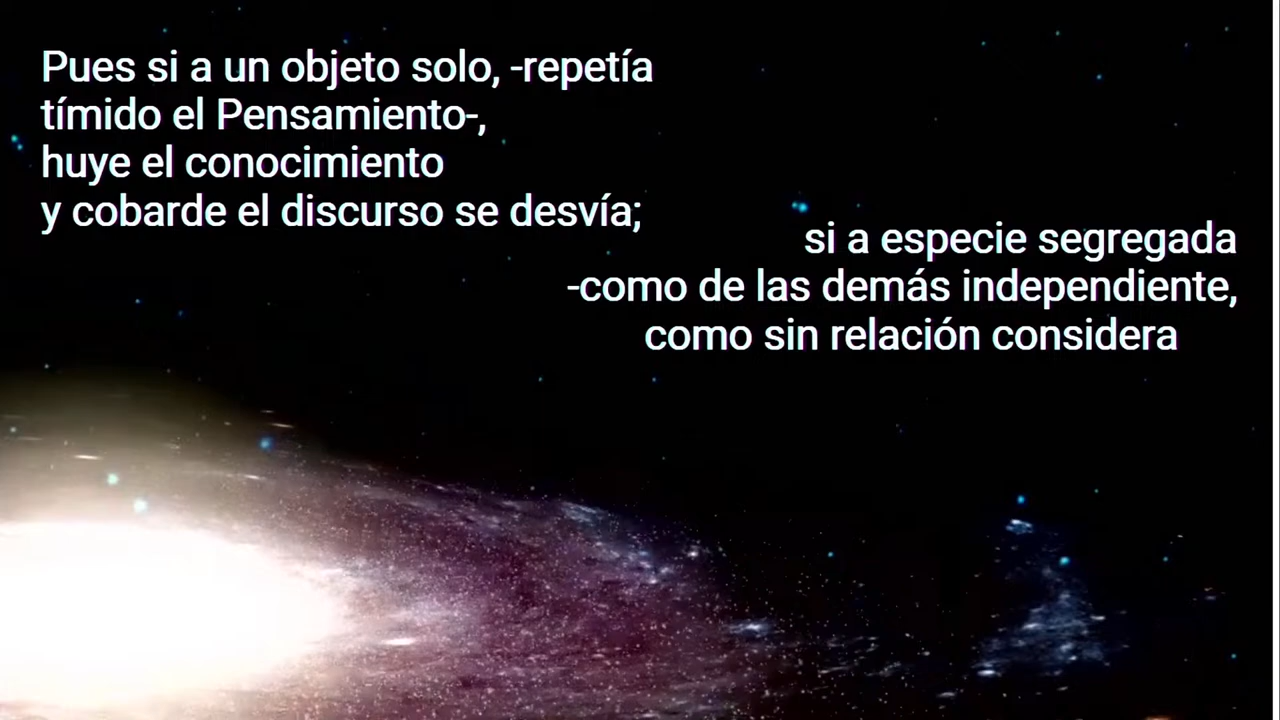 Pues si a un objeto solo, -repetía
tímido el Pensamiento-,
huye el conocimiento
y cobarde el discurso se desvía;
si a especie segregada
-como de las demás independiente,
como sin relación considera